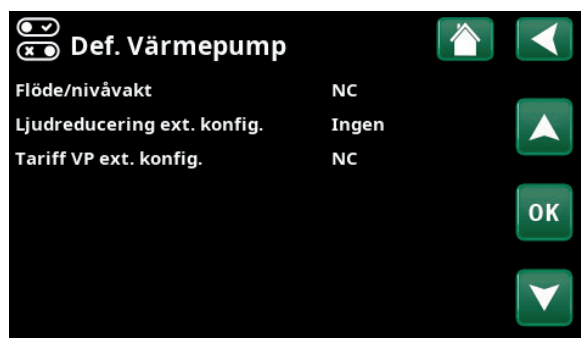 Def. Värmepump
Flöde/nivåvakt NC
Ljudreducering ext. konfig. Ingen
Tariff VP ext. konfig. NC
OK